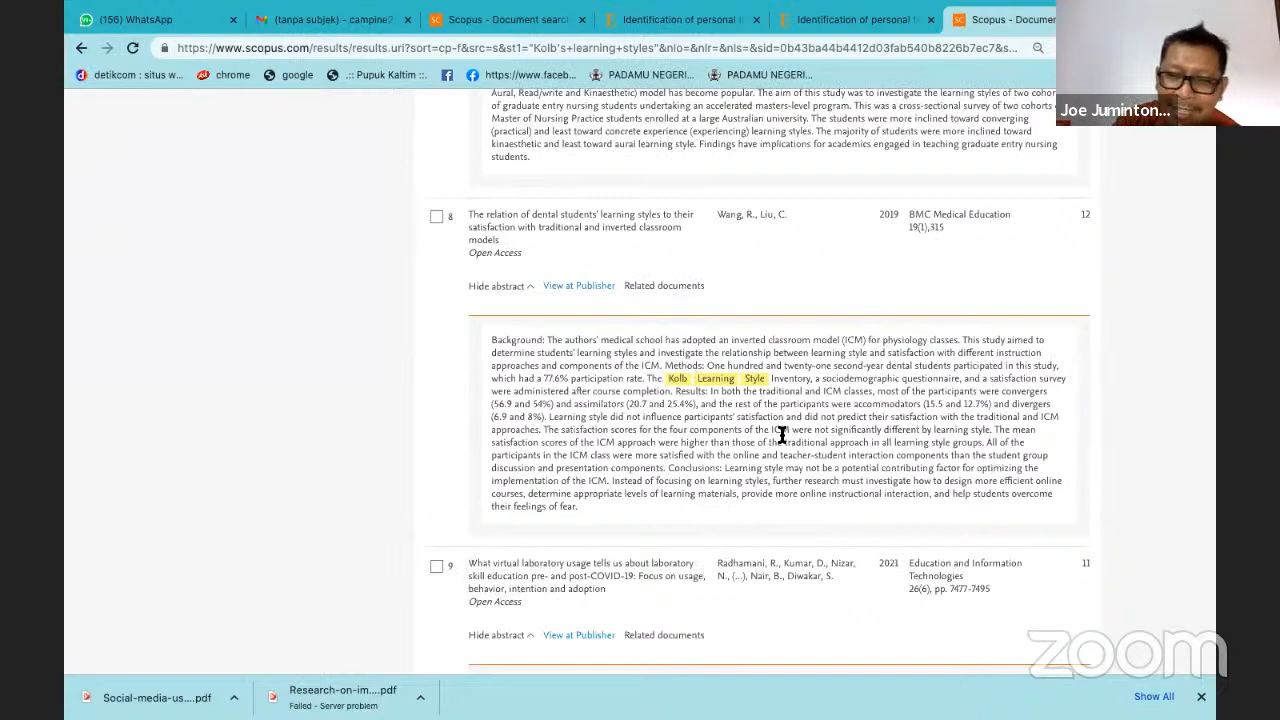 (156) WhatsApp
(tanpa subjek) - campine2
Scopus - Document search
Identification of personal t
Identification of personal t
Scopus - Docume
https://www.scopus.com/results/results.uri?sort=cp-f&src=s&st1="Kolb's+learning+styles"&nlo=&nlr=&nls=&sid=0b43ba44b4412d03fab540b8226b7ec7&s...
detikcom : situs w...
chrome
google
.:: Pupuk Kaltim ::.
https://www.faceb...
PADAMU NEGERI...
PADAMU NEGERI...
Joe Juminton...
Aural, Read/write and Kinaesthetic) model has become popular. The aim of this study was to investigate the learning styles of two cohor
of graduate entry nursing students undertaking an accelerated masters-level program. This was a cross-sectional survey of two cohorts
Master of Nursing Practice students enrolled at a large Australian university. The students were more inclined toward converging
(practical) and least toward concrete experience (experiencing) learning styles. The majority of students were more inclined toward
kinaesthetic and least toward aural learning style. Findings have implications for academics engaged in teaching graduate entry nursing
students.
8
The relation of dental students' learning styles to their
satisfaction with traditional and inverted classroom
models
Open Access
Wang, R., Liu, C.
2019
BMC Medical Education
19(1),315
12
Hide abstract
View at Publisher
Related documents
Background: The authors' medical school has adopted an inverted classroom model (ICM) for physiology classes. This study aimed to
determine students' learning styles and investigate the relationship between learning style and satisfaction with different instruction
approaches and components of the ICM. Methods: One hundred and twenty-one second-year dental students participated in this study,
which had a 77.6% participation rate. The Kolb Learning Style Inventory, a sociodemographic questionnaire, and a satisfaction survey
were administered after course completion. Results: In both the traditional and ICM classes, most of the participants were convergers
(56.9 and 54%) and assimilators (20.7 and 25.4%), and the rest of the participants were accommodators (15.5 and 12.7%) and divergers
(6.9 and 8%). Learning style did not influence participants' satisfaction and did not predict their satisfaction with the traditional and ICM
approaches. The satisfaction scores for the four components of the ICM were not significantly different by learning style. The mean
satisfaction scores of the ICM approach were higher than those of the traditional approach in all learning style groups. All of the
participants in the ICM class were more satisfied with the online and teacher-student interaction components than the student group
discussion and presentation components. Conclusions: Learning style may not be a potential contributing factor for optimizing the
implementation of the ICM. Instead of focusing on learning styles, further research must investigate how to design more efficient online
courses, determine appropriate levels of learning materials, provide more online instructional interaction, and help students overcome
their feelings of fear.
9
What virtual laboratory usage tells us about laboratory
skill education pre- and post-COVID-19: Focus on usage,
behavior, intention and adoption
Open Access
Radhamani, R., Kumar, D., Nizar,
N., (...), Nair, B., Diwakar, S.
2021
Education and Information
Technologies
26(6), pp. 7477-7495
11
Hide abstract
View at Publisher
Related documents
zoom
Social-media-us....pdf
Research-on-im....pdf
Failed - Server problem
Show All